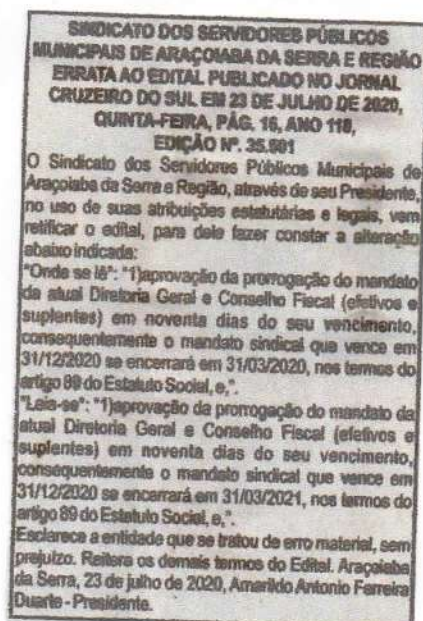 SINDICATO DOS SERVIDORES PÚBLICOS
MUNICIPAIS DE ARAÇOIABA DA SERRA E REGIÃO
ERRATA AO EDITAL PUBLICADO NO JORNAL
CRUZEIRO DO SUL EM 23 DE JULHO DE 2020,
QUINTA-FEIRA, PÁG. 16, ANO 118,
EDIÇÃO Nº. 35.501
O Sindicato dos Servidores Públicos Municipais de
Araçoiaba da Serra e Região, através de seu Presidente,
no uso de suas atribuições estatutárias e legais, vem
retificar o edital, para dele fazer constar a alteração
abaixo indicada:
"Onde se lê": "1)aprovação da prorrogação do mandato
da atual Diretoria Geral e Conselho Fiscal (efetivos e
suplentes) em noventa dias do seu vencimento,
consequentemente o mandato sindical que vence em
31/12/2020 se encerrará em 31/03/2020, nos termos do
artigo 89 do Estatuto Social, e,".
"Leia-se": "1)aprovação da prorrogação do mandato da
atual Diretoria Geral e Conselho Fiscal (efetivos e
suplentes) em noventa dias do seu vencimento,
consequentemente o mandato sindical que vence em
31/12/2020 se encerrará em 31/03/2021, nos termos do
artigo 89 do Estatuto Social, e,".
Esclarece a entidade que se tratou de erro material, sem
prejuízo. Reitera os demais termos do Edital. Araçoiaba
da Serra, 23 de julho de 2020, Amarildo Antonio Ferreira
Duarte - Presidente.